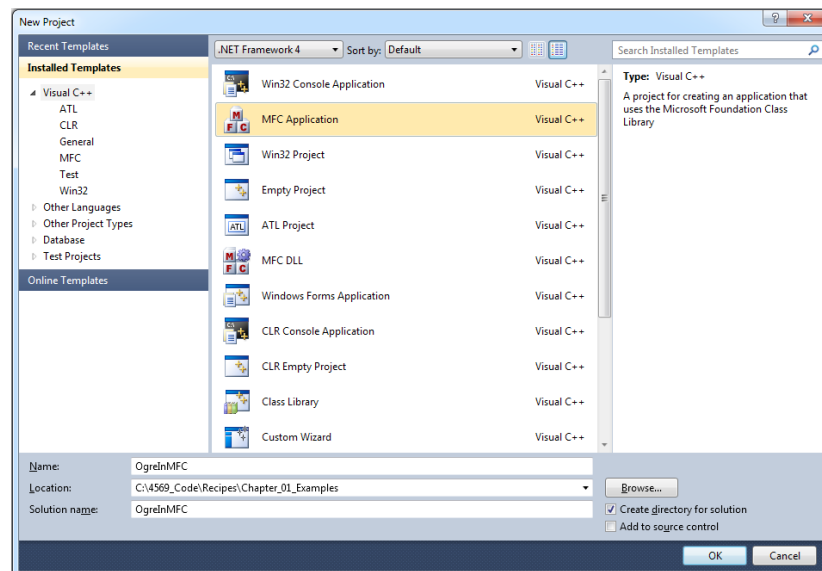 New Project
Recent Templates
.NET Framework 4 Sort by: Default
Search Installed Templates
Installed Templates
Visual C++
ATL
CLR
General
MFC
Test
Win32
Other Languages
Other Project Types
Database
Test Projects
Online Templates
Win32 Console Application Visual C++
MFC Application Visual C++
Win32 Project Visual C++
Empty Project Visual C++
ATL Project Visual C++
MFC DLL Visual C++
Windows Forms Application Visual C++
CLR Console Application Visual C++
CLR Empty Project Visual C++
Class Library Visual C++
Custom Wizard Visual C++
Type: Visual C++
A project for creating an application that
uses the Microsoft Foundation Class
Library
Name: OgreInMFC
Location: C:\4569_Code\Recipes\Chapter_01_Examples
Browse...
Solution name: OgreInMFC
Create directory for solution
Add to source control
OK Cancel